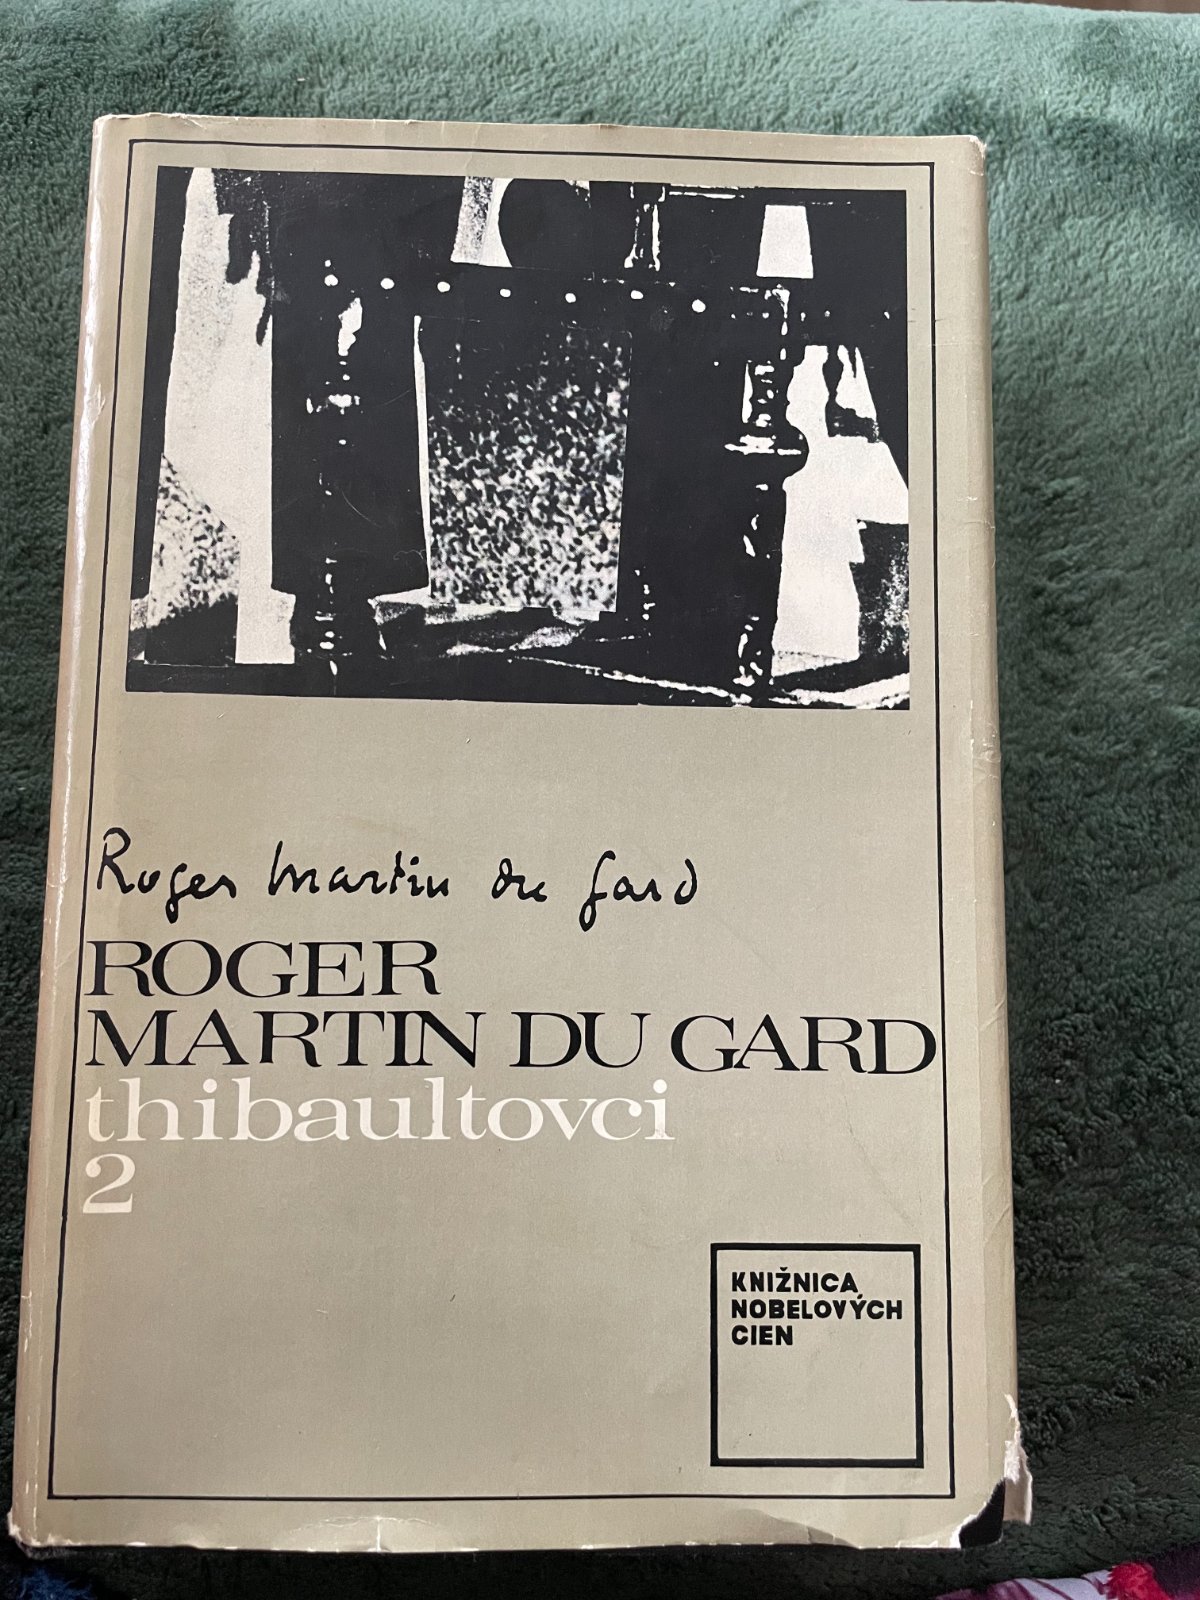 Roger Martin du Gard
ROGER
MARTIN DU GARD
thibaultovci
2
KNIŽNICA
NOBELOVÝCH
CIEN